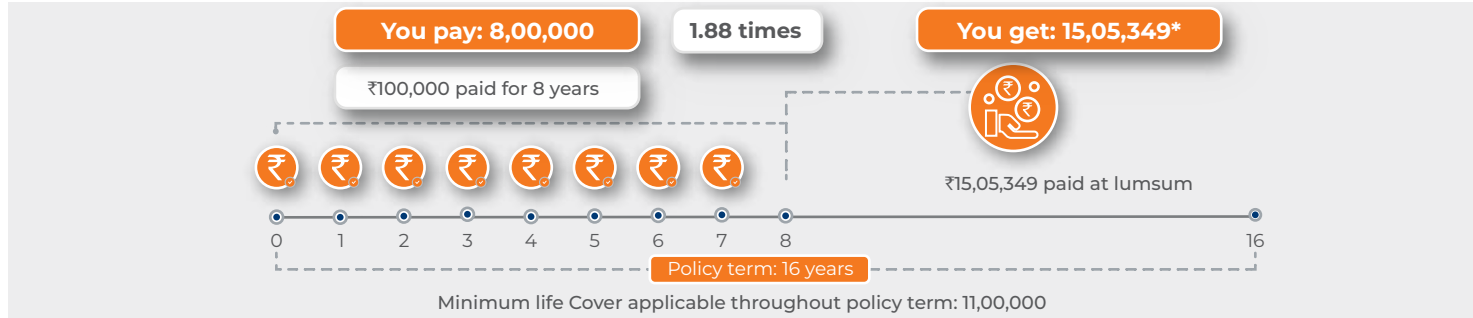 You pay: 8,00,000
1.88 times
You get: 15,05,349*
₹100,000 paid for 8 years
₹ ₹
₹ ₹ ₹ ₹ ₹ ₹ ₹ ₹
₹15,05,349 paid at lumsum
0 1 2 3 4 5 6 7 8 16
Policy term: 16 years
Minimum life Cover applicable throughout policy term: 11,00,000